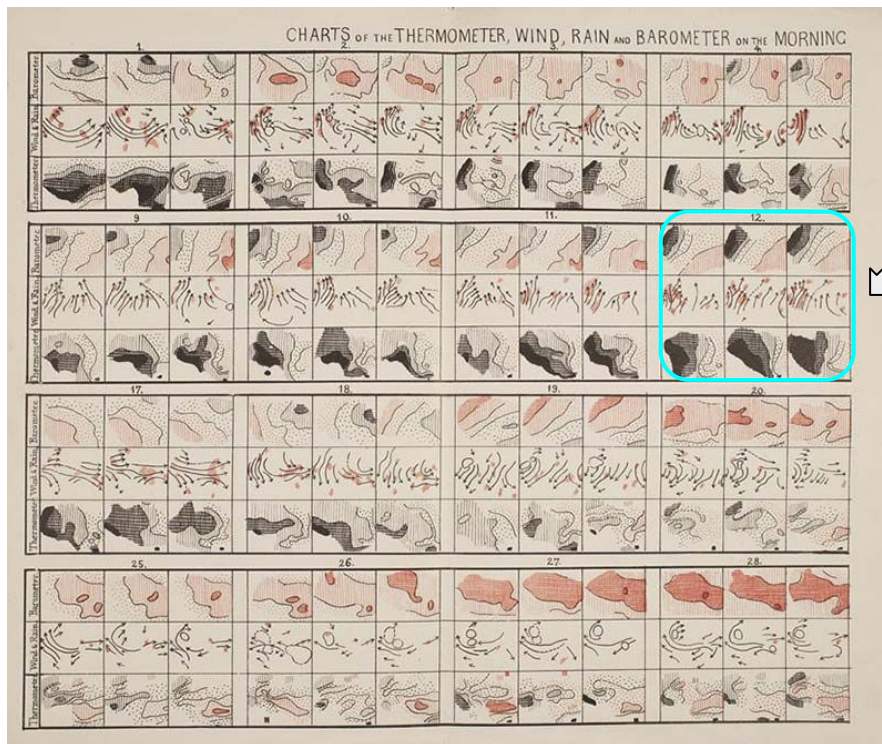 CHARTS OF THE THERMOMETER, WIND, RAIN AND BAROMETER ON THE MORNING
1. 2. 3. 4.
Barometer.
Wind & Rain
Thermometer
9 10. 11. 12.
Barometer.
Wind & Rain
Thermometer
17. 18. 19. 20.
Barometer.
Wind & Rain
Thermometer
25. 26. 27. 28.
Barometer.
Wind & Rain
Thermometer